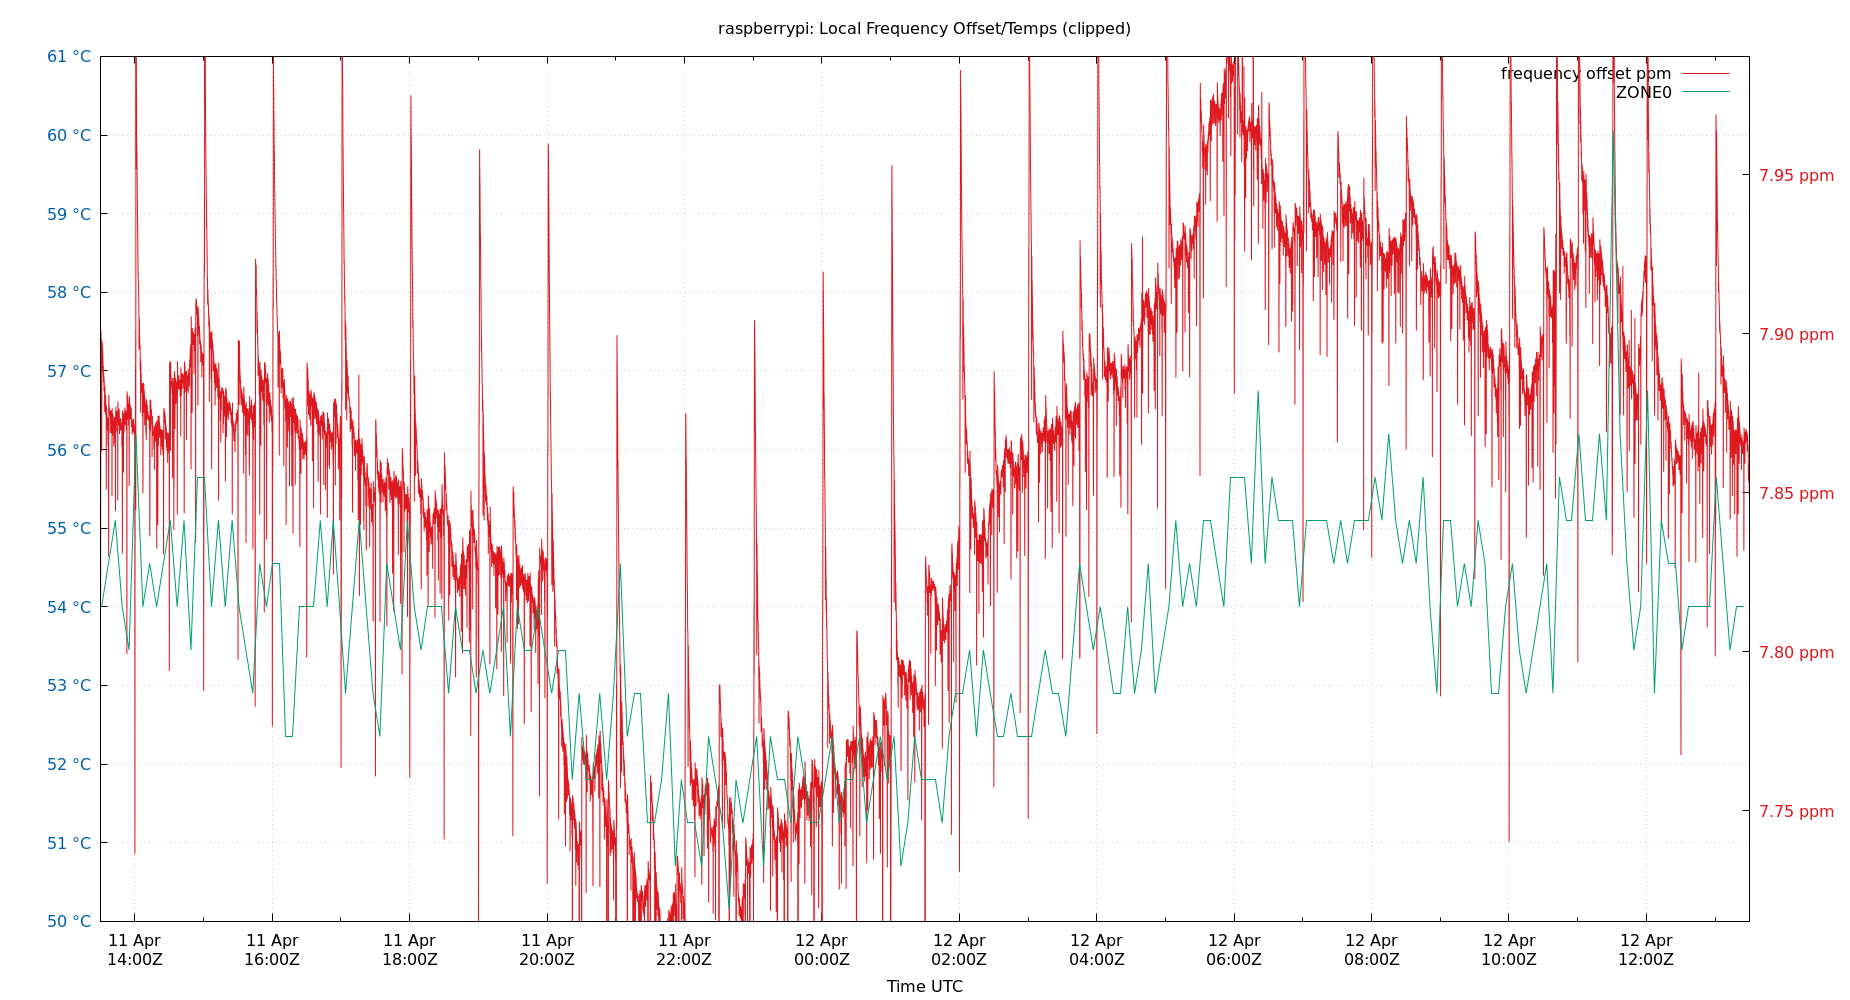 raspberrypi: Local Frequency Offset/Temps (clipped)
61 °C
60 °C
59 °C
58 °C
57 °C
56 °C
55 °C
54 °C
53 °C
52 °C
51 °C
50 °C
frequency offset ppm
ZONE0
7.95 ppm
7.90 ppm
7.85 ppm
7.80 ppm
7.75 ppm
11 Apr 11 Apr 11 Apr 11 Apr 11 Apr 12 Apr 12 Apr 12 Apr 12 Apr 12 Apr 12 Apr 12 Apr
14:00Z 16:00Z 18:00Z 20:00Z 22:00Z 00:00Z 02:00Z 04:00Z 06:00Z 08:00Z 10:00Z 12:00Z
Time UTC